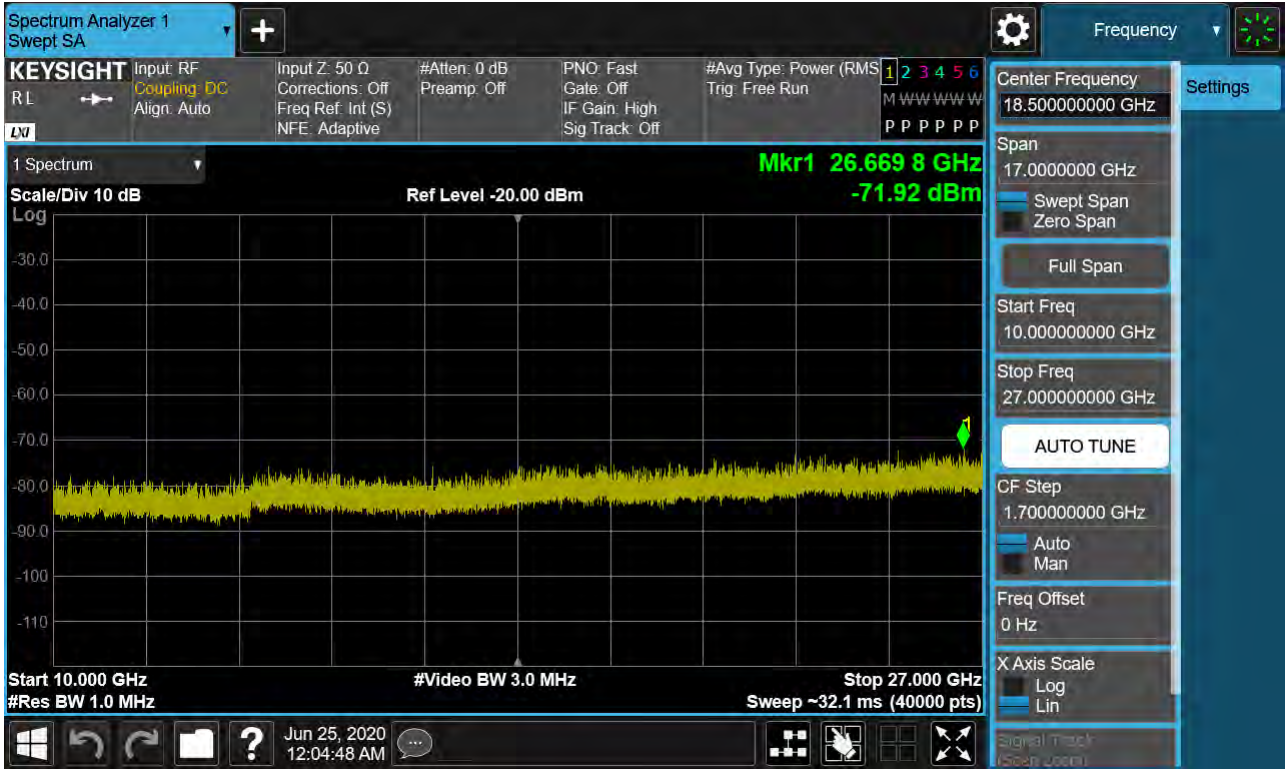 Spectrum Analyzer 1
Swept SA
+
Frequency
KEYSIGHT
RL
LXI
Input: RF
Coupling: DC
Align: Auto
Input Z: 50 Ω
Corrections: Off
Freq Ref: Int (S)
NFE: Adaptive
#Atten: 0 dB
Preamp: Off
PNO: Fast
Gate: Off
IF Gain: High
Sig Track: Off
#Avg Type: Power (RMS
Trig: Free Run
1 2 3 4 5 6
M W W W W W
P P P P P P
1 Spectrum
Mkr1 26.669 8 GHz
Scale/Div 10 dB
Ref Level -20.00 dBm
-71.92 dBm
Log
-30.0
-40.0
-50.0
-60.0
-70.0
-80.0
-90.0
-100
-110
1
Start 10.000 GHz
#Video BW 3.0 MHz
Stop 27.000 GHz
#Res BW 1.0 MHz
Sweep ~32.1 ms (40000 pts)
Center Frequency
18.500000000 GHz
Settings
Span
17.0000000 GHz
Swept Span
Zero Span
Full Span
Start Freq
10.000000000 GHz
Stop Freq
27.000000000 GHz
AUTO TUNE
CF Step
1.700000000 GHz
Auto
Man
Freq Offset
0 Hz
X Axis Scale
Log
Lin
Signal Track
(Span Zoom)
?
Jun 25, 2020
12:04:48 AM